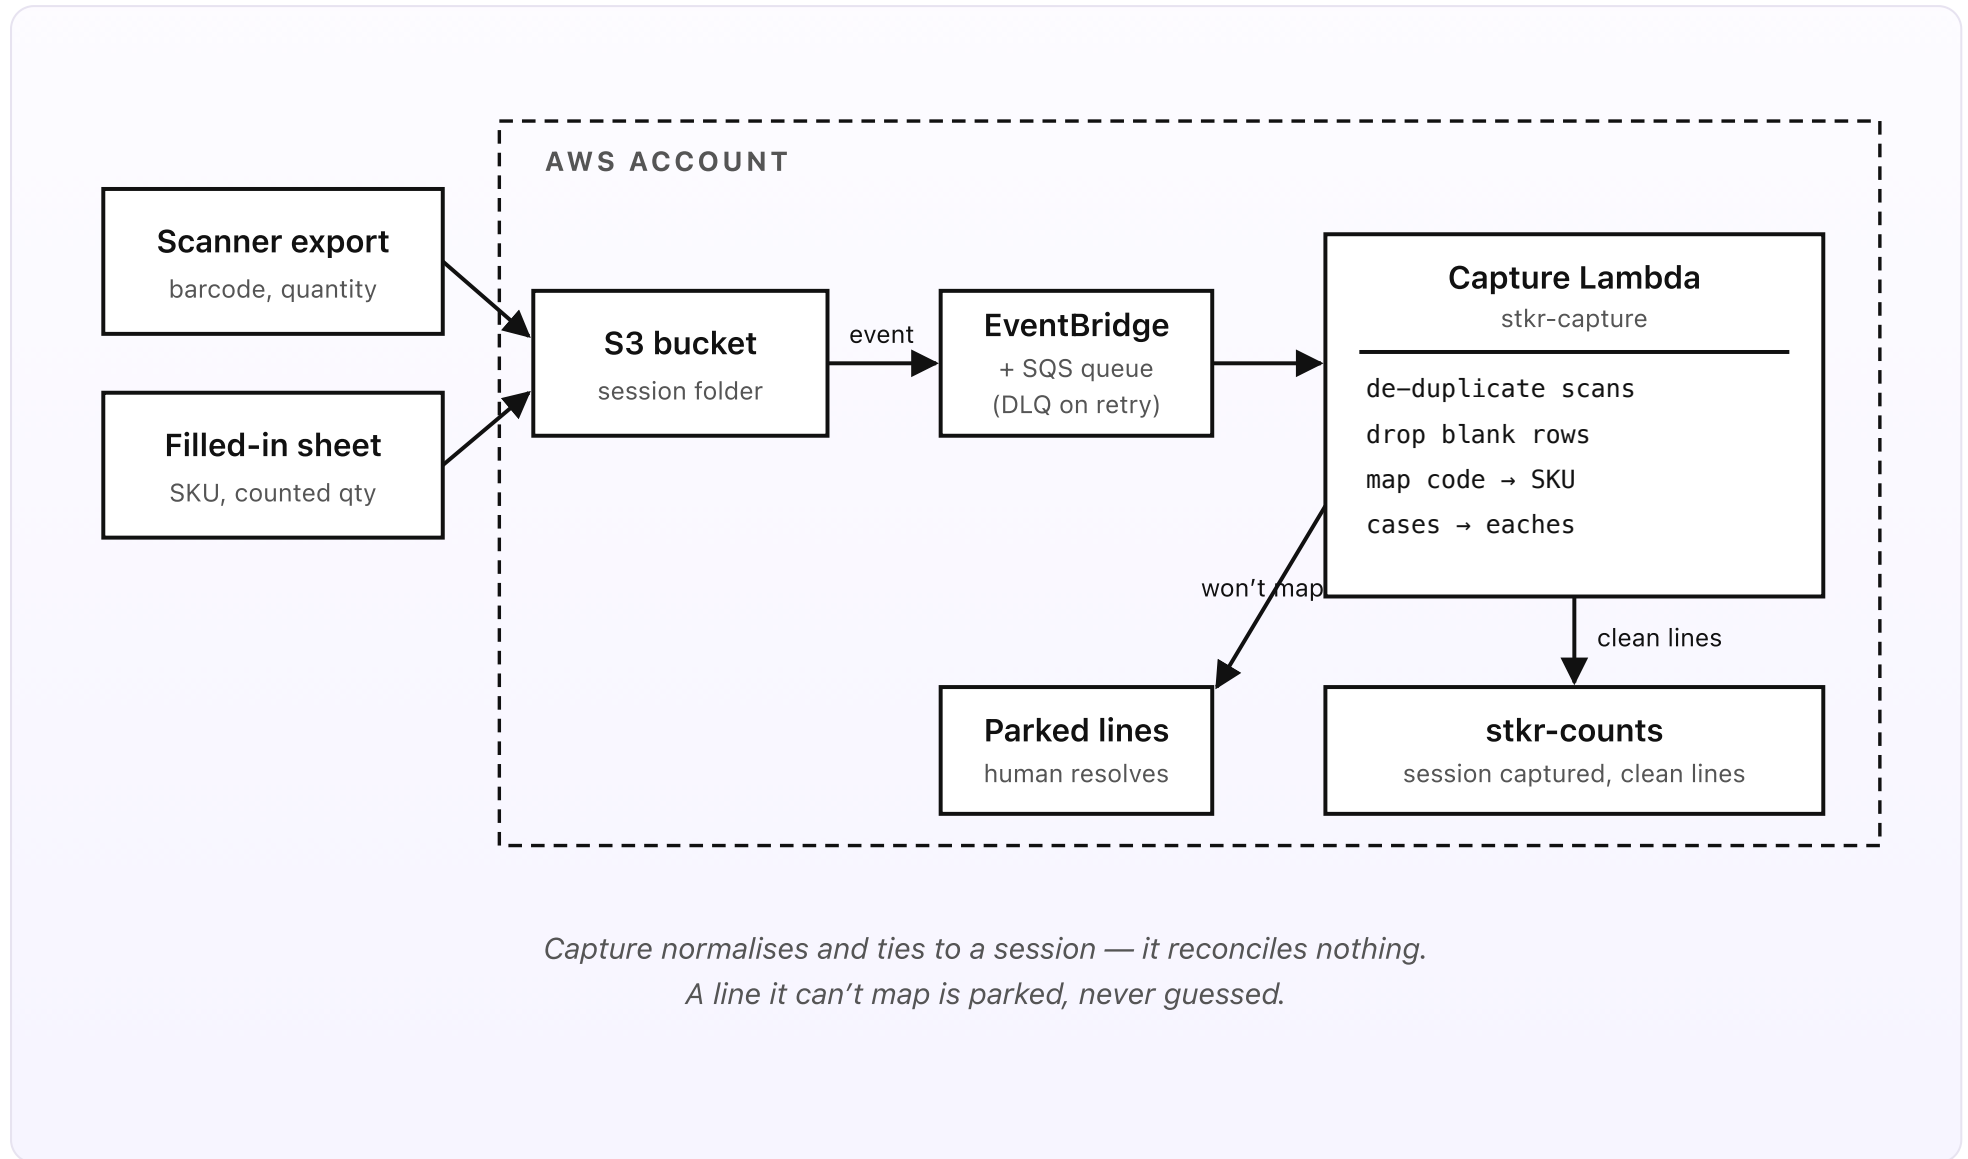 AWS ACCOUNT
Scanner export
barcode, quantity
Filled-in sheet
SKU, counted qty
S3 bucket
session folder
event
EventBridge
+ SQS queue
(DLQ on retry)
Capture Lambda
stkr-capture
de–duplicate scans
drop blank rows
map code → SKU
cases → eaches
won’t map
clean lines
Parked lines
human resolves
stkr-counts
session captured, clean lines
Capture normalises and ties to a session — it reconciles nothing.
A line it can’t map is parked, never guessed.